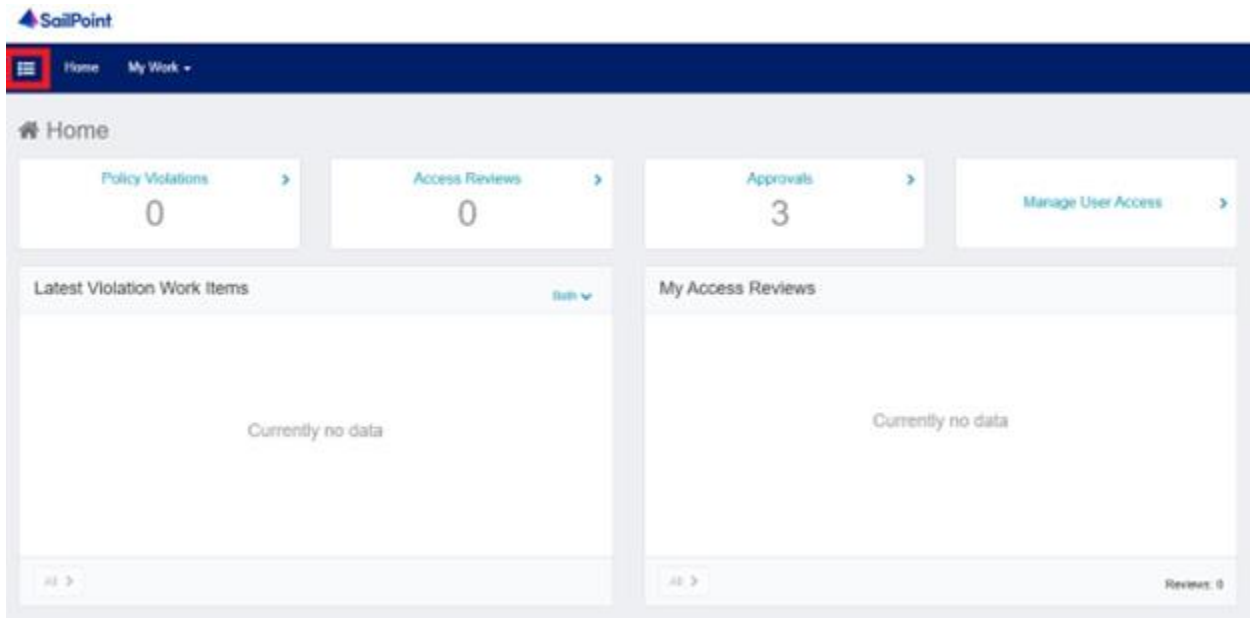 SailPoint
Home My Work
Home
Policy Violations
0
Access Reviews
0
Approvals
3
Manage User Access
Latest Violation Work Items
Both
My Access Reviews
Currently no data
Currently no data
All
All
Reviews: 0